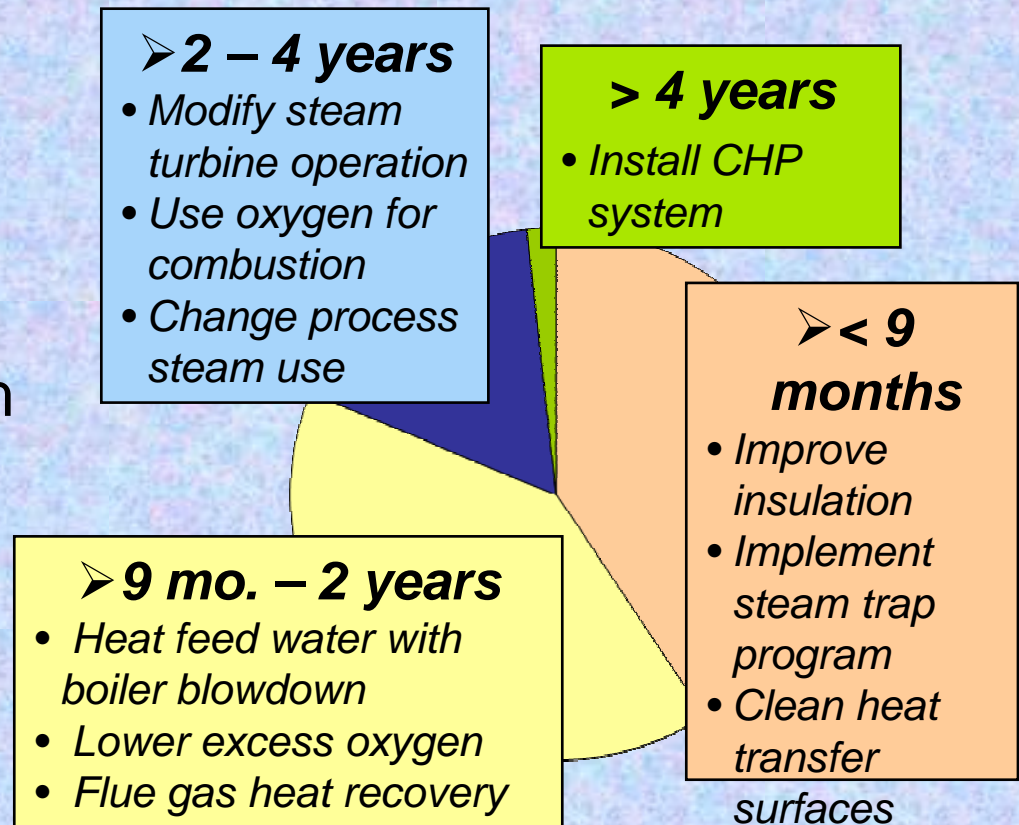 ➢2 – 4 years
• Modify steam
turbine operation
• Use oxygen for
combustion
• Change process
steam use
> 4 years
• Install CHP
system
➢< 9
months
• Improve
insulation
• Implement
steam trap
program
• Clean heat
transfer
surfaces
n
➢9 mo. – 2 years
• Heat feed water with
boiler blowdown
• Lower excess oxygen
• Flue gas heat recovery